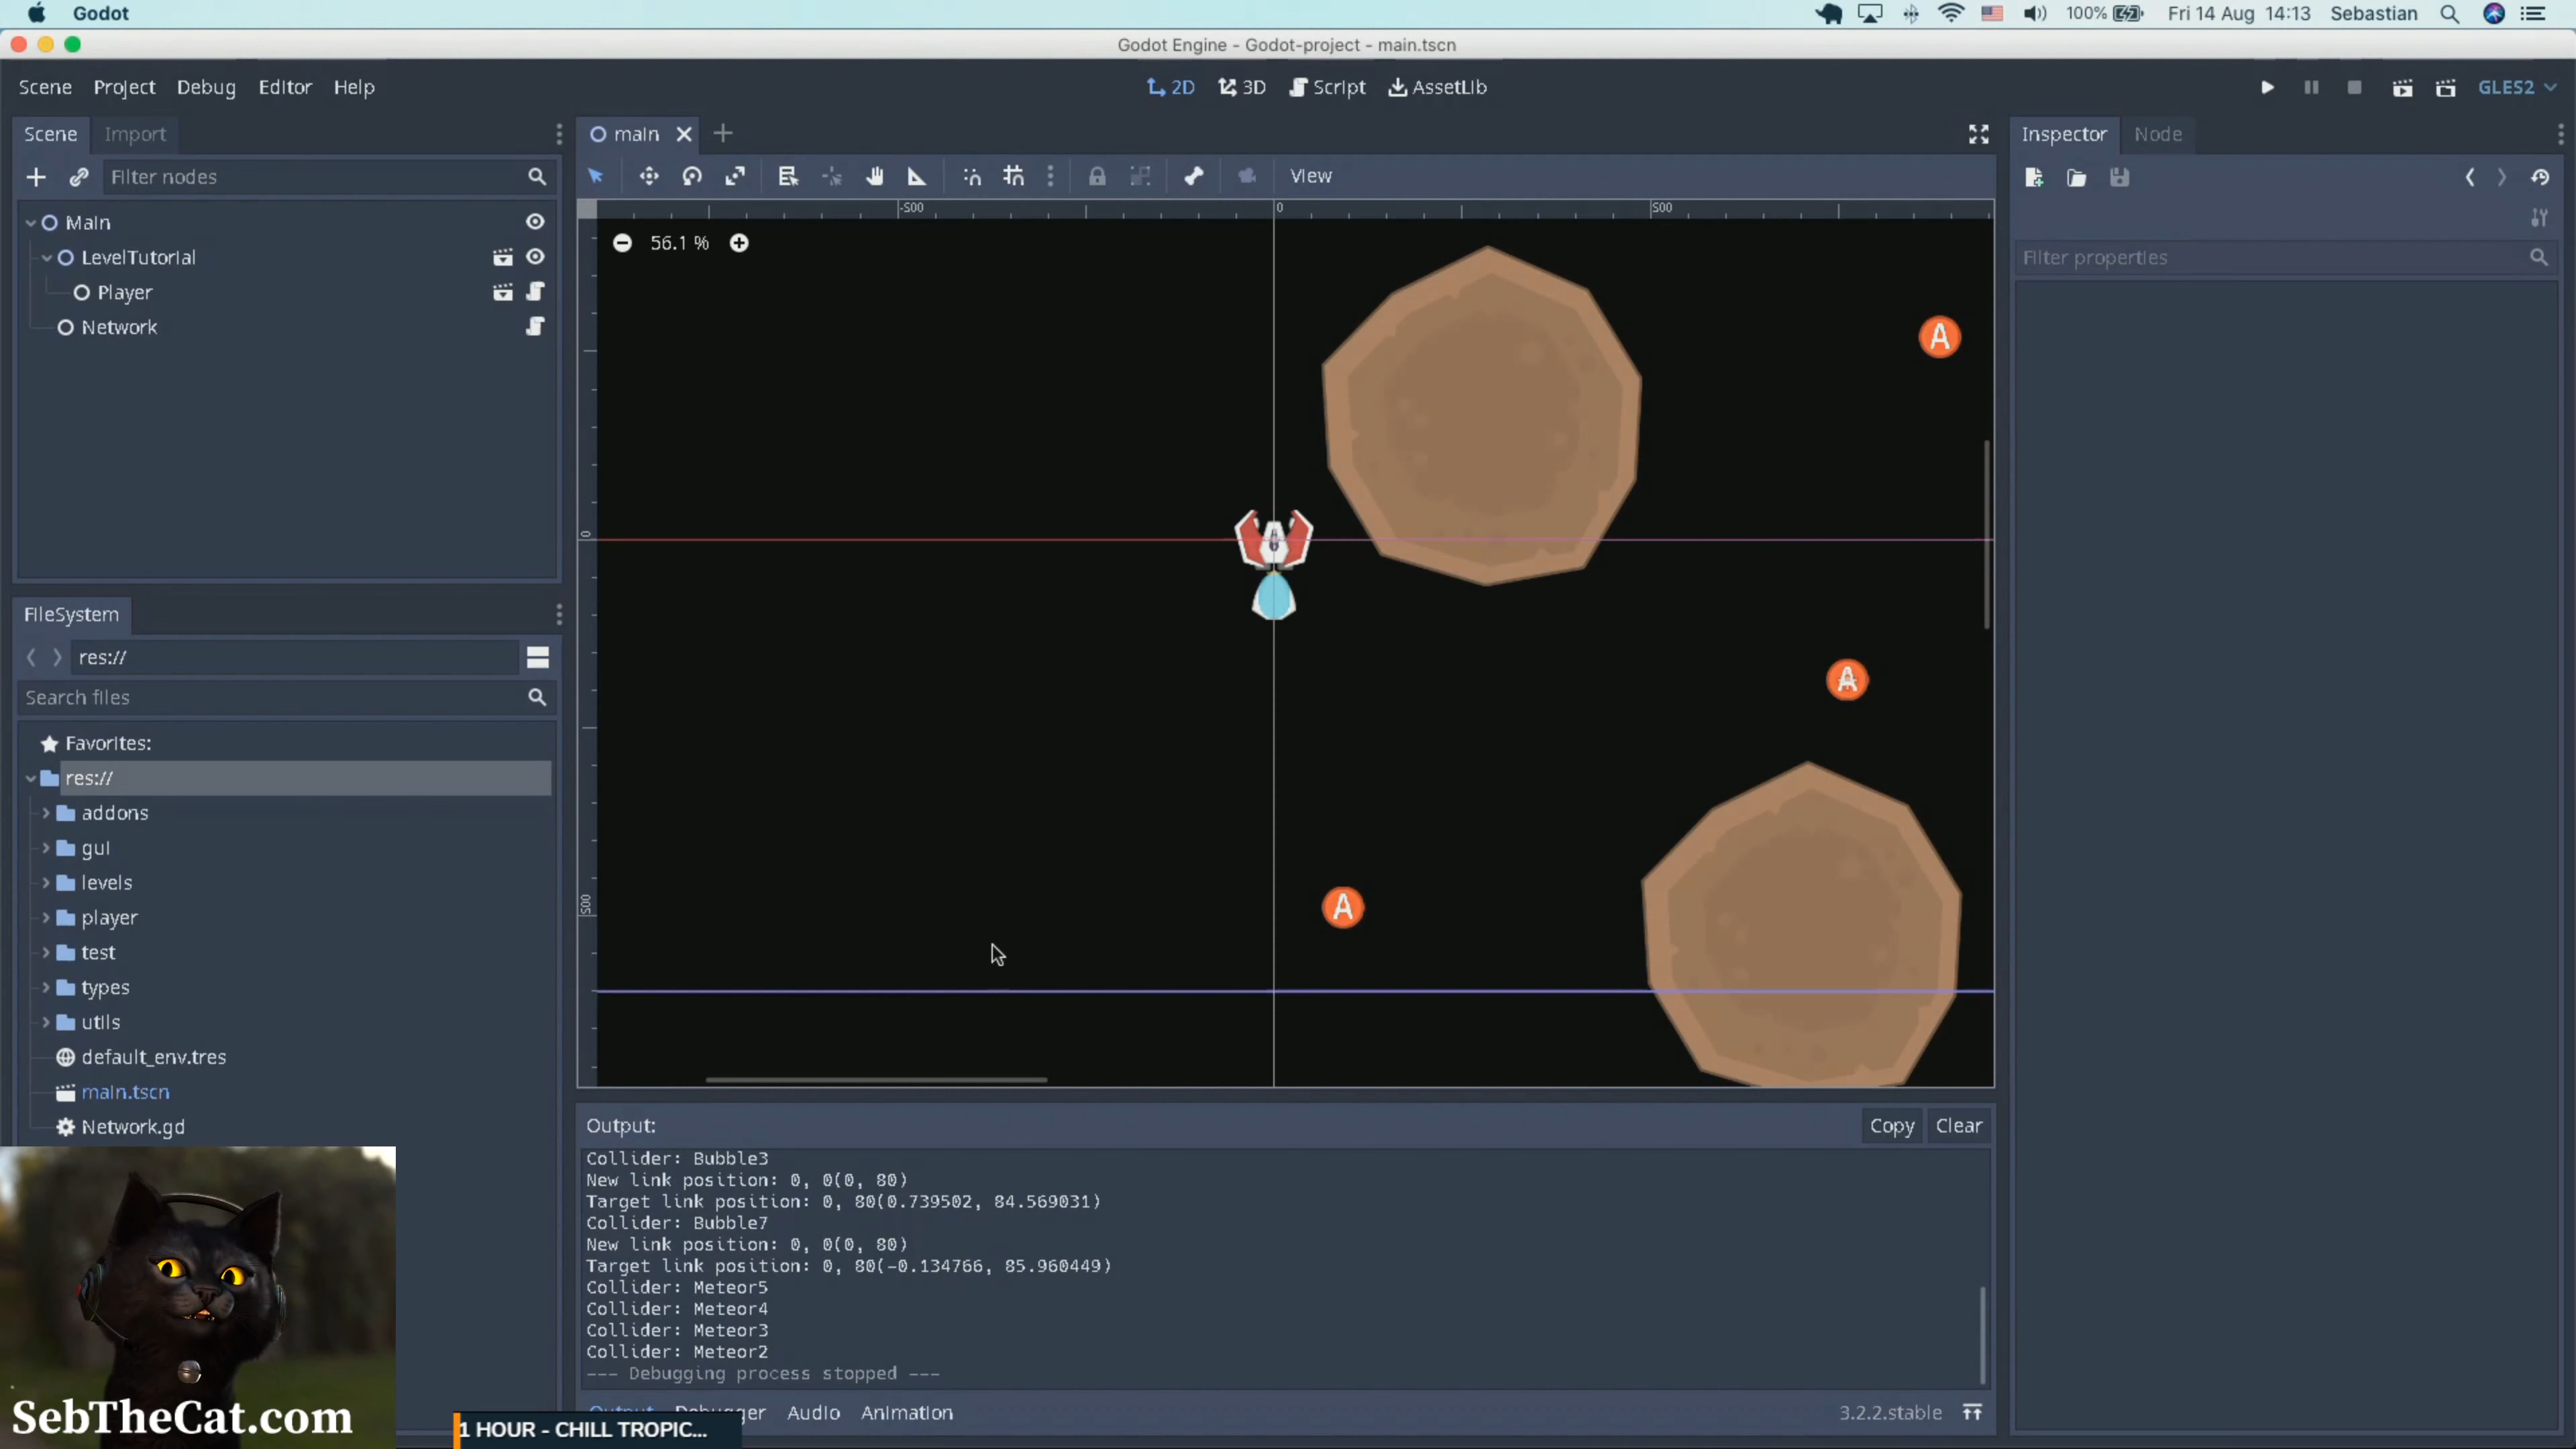 Godot
100%
Fri 14 Aug 14:13
Sebastian
Godot Engine - Godot-project - main.tscn
Scene Project Debug Editor Help
2D 3D Script AssetLib
GLES2
Scene Import
main
Inspector Node
Filter nodes
View
Main
LevelTutorial
Player
Network
-500 0 500
56.1 %
Filter properties
0
500
A
A
A
FileSystem
res://
Search files
Favorites:
res://
addons
gui
levels
player
test
types
utils
default_env.tres
main.tscn
Network.gd
Output:
Copy Clear
Collider: Bubble3
New link position: 0, 0(0, 80)
Target link position: 0, 80(0.739502, 84.569031)
Collider: Bubble7
New link position: 0, 0(0, 80)
Target link position: 0, 80(-0.134766, 85.960449)
Collider: Meteor5
Collider: Meteor4
Collider: Meteor3
Collider: Meteor2
--- Debugging process stopped ---
Output Debugger Audio Animation
3.2.2.stable
SebTheCat.com
1 HOUR - CHILL TROPIC...